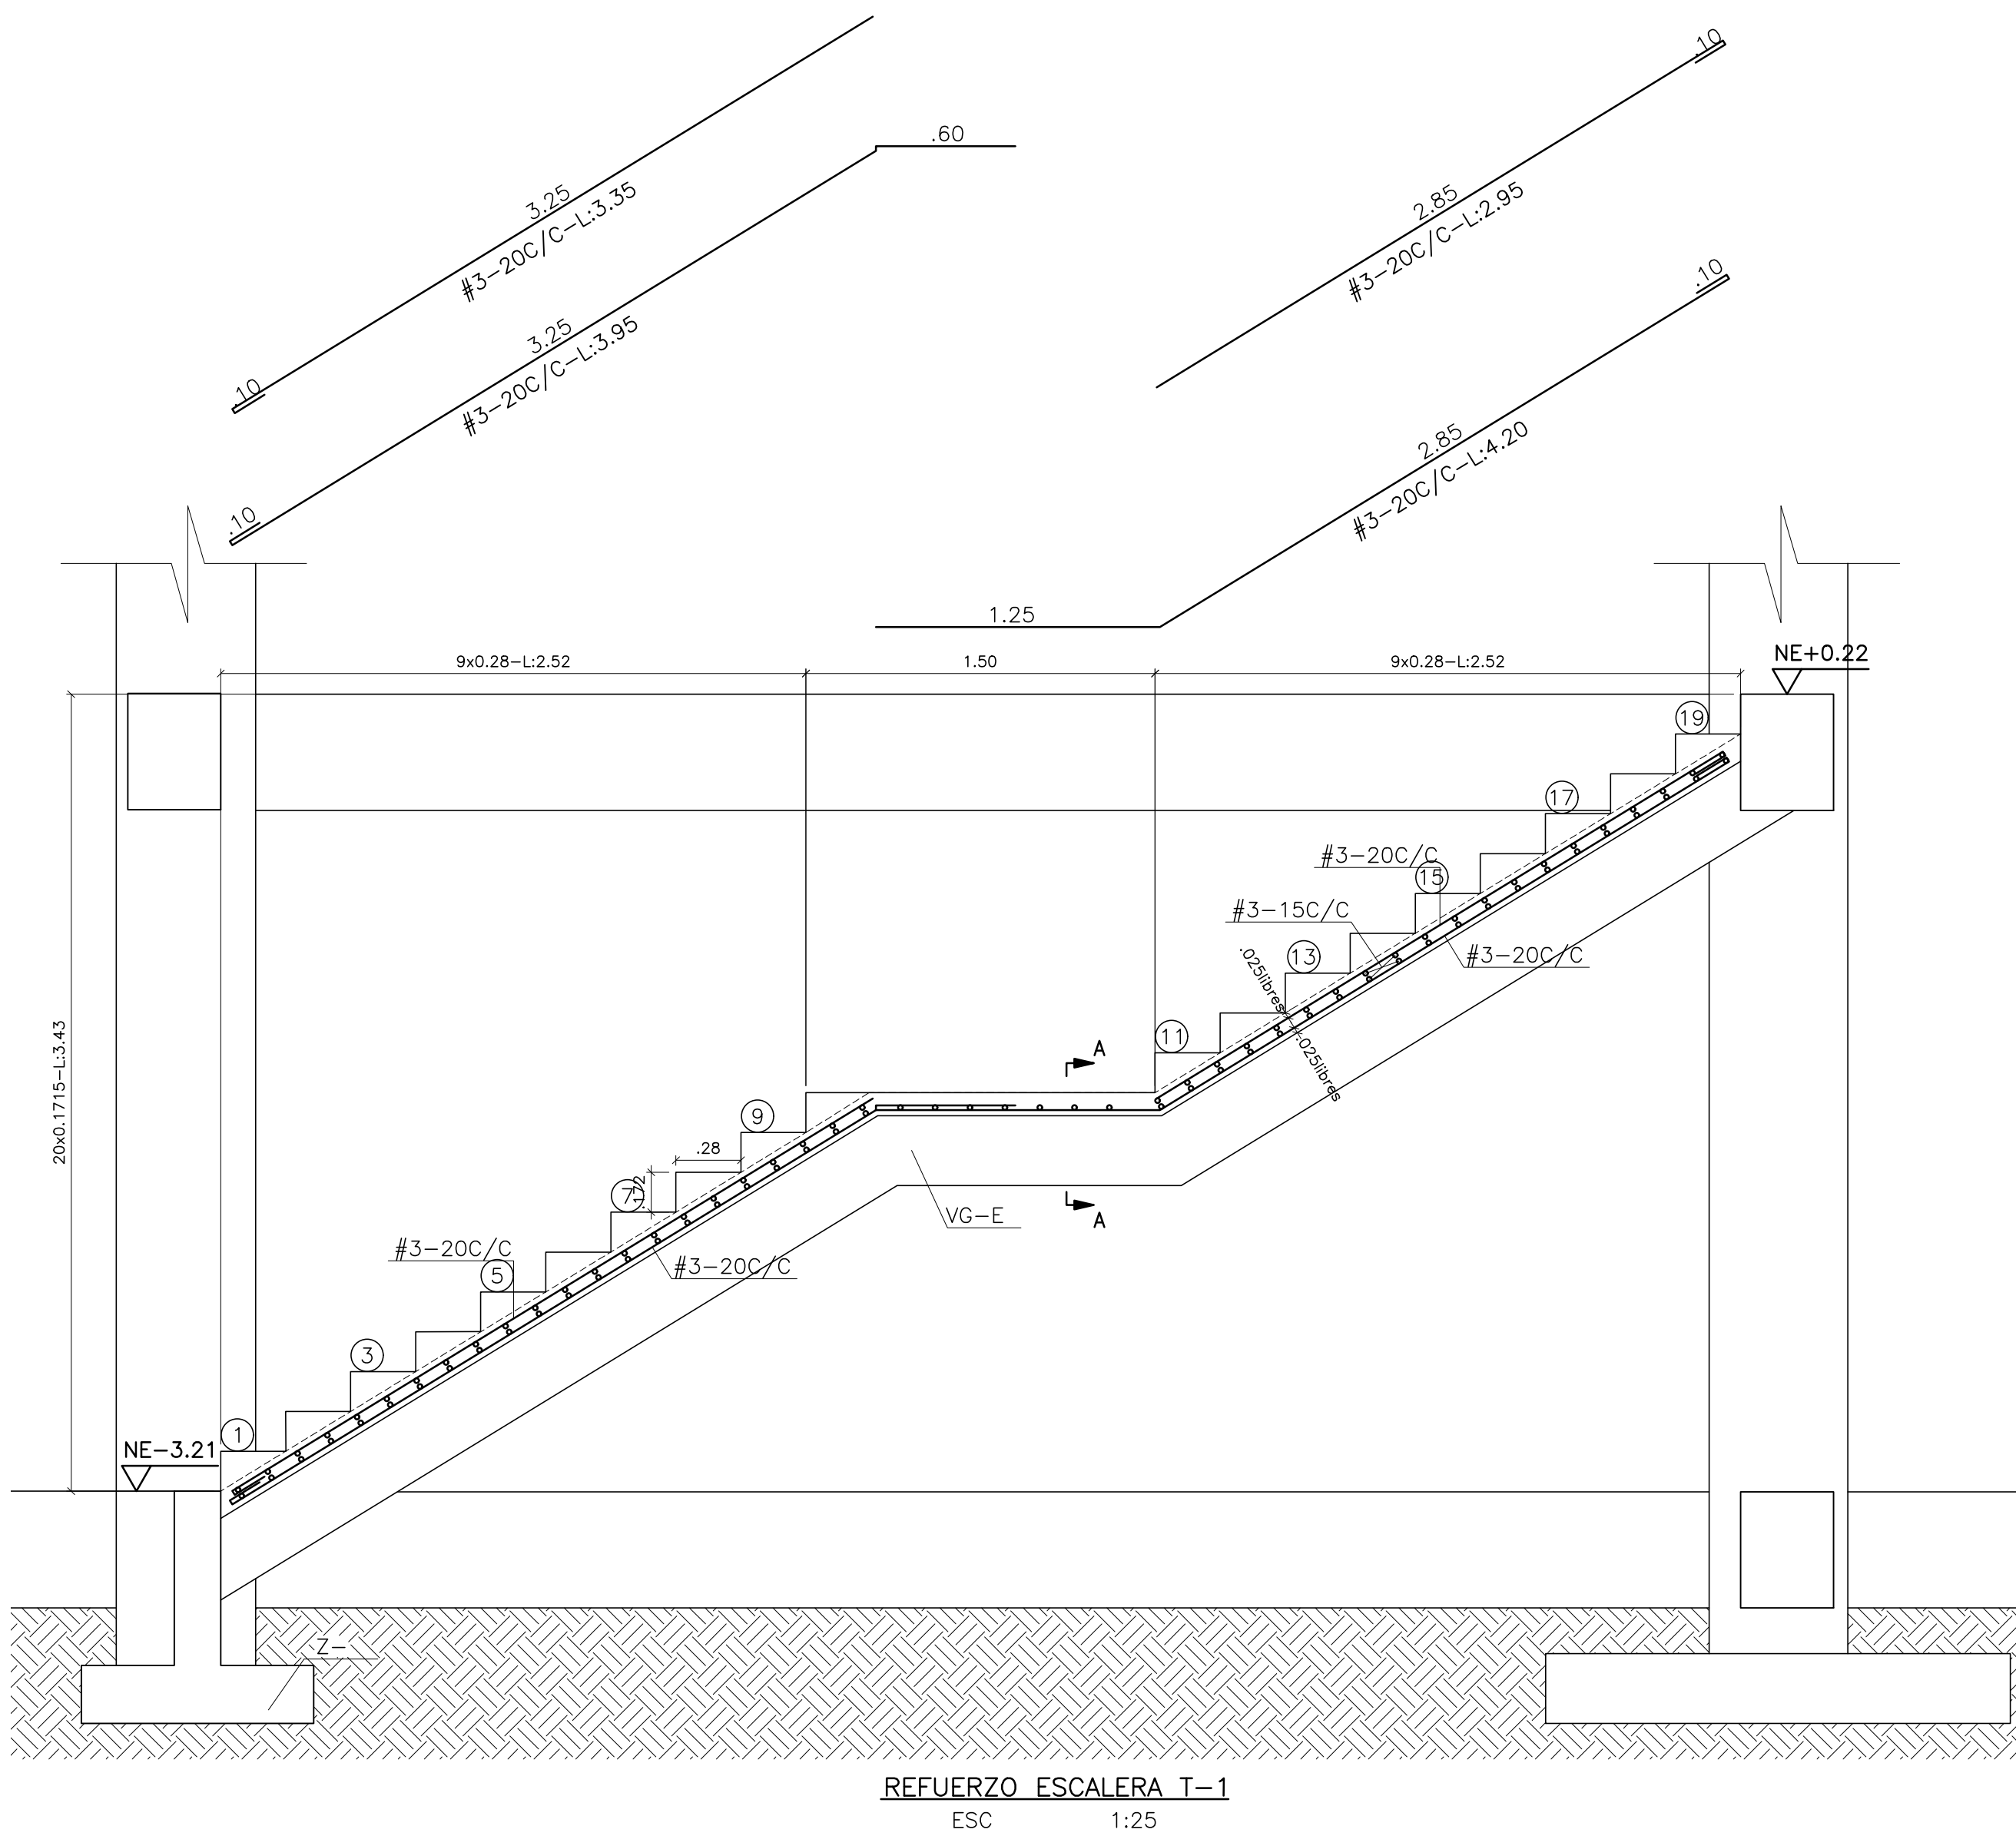 .10
.60
3.25
#3-20C/C-L:3.35
2.85
#3-20C/C-L:2.95
.10
3.25
#3-20C/C-L:3.95
.10
2.85
#3-20C/C-L:4.20
.10
.10
1.25
9x0.28-L:2.52
1.50
9x0.28-L:2.52
NE+0.22
19
17
#3-20C/C
15
#3-15C/C
#3-20C/C
13
.025libres
.025libres
11
20x0.1715-L:3.43
A
9
.28
7
.172
A
VG-E
#3-20C/C
5
#3-20C/C
3
1
NE-3.21
Z-
REFUERZO ESCALERA T-1
ESC 1:25